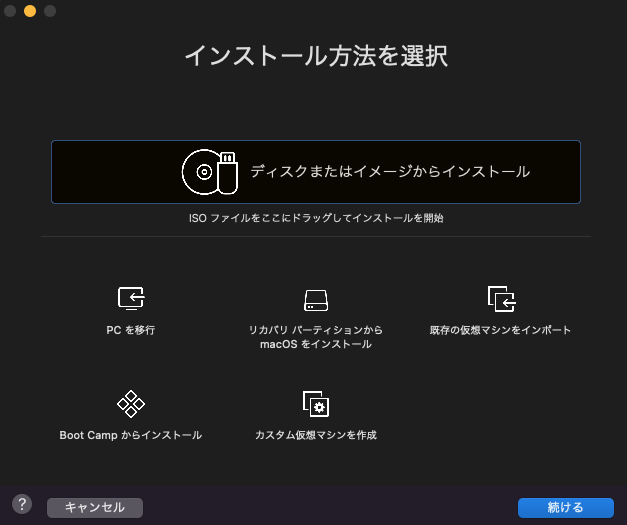 インストール方法を選択
ディスクまたはイメージからインストール
ISO ファイルをここにドラッグしてインストールを開始
PC を移行
リカバリ パーティションから
macOS をインストール
既存の仮想マシンをインポート
Boot Camp からインストール
カスタム仮想マシンを作成
?
キャンセル
続ける